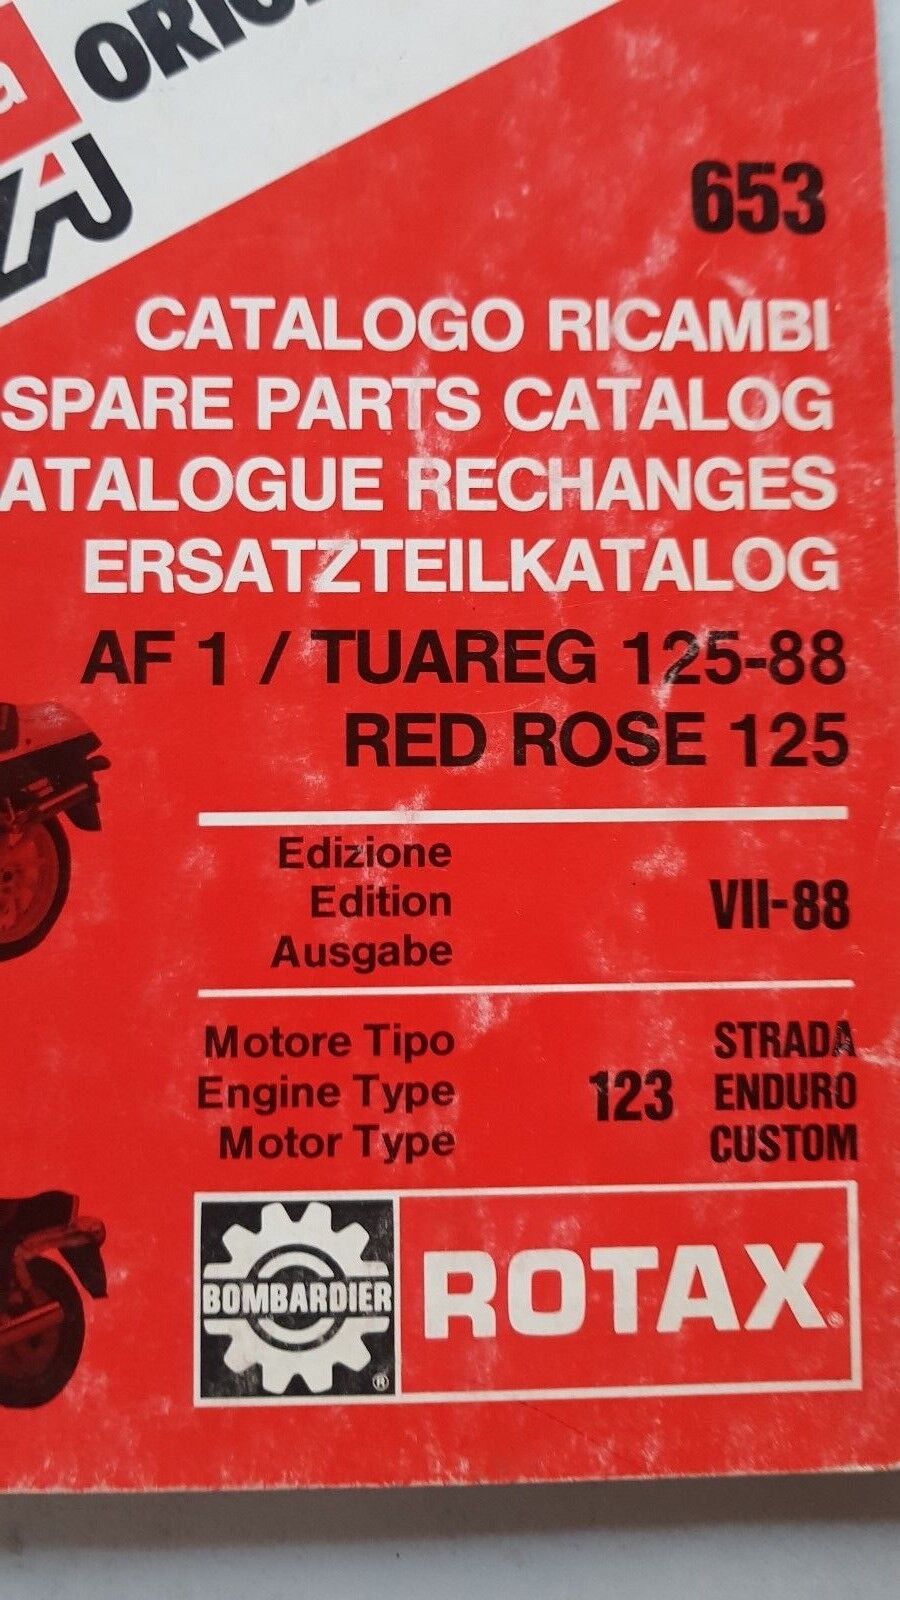 653
CATALOGO RICAMBI
SPARE PARTS CATALOG
ATALOGUE RECHANGES
ERSATZTEILKATALOG
AF 1 / TUAREG 125-88
RED ROSE 125
Edizione
Edition
Ausgabe
VII-88
Motore Tipo
Engine Type
Motor Type
123
STRADA
ENDURO
CUSTOM
BOMBARDIER
®
ROTAX®